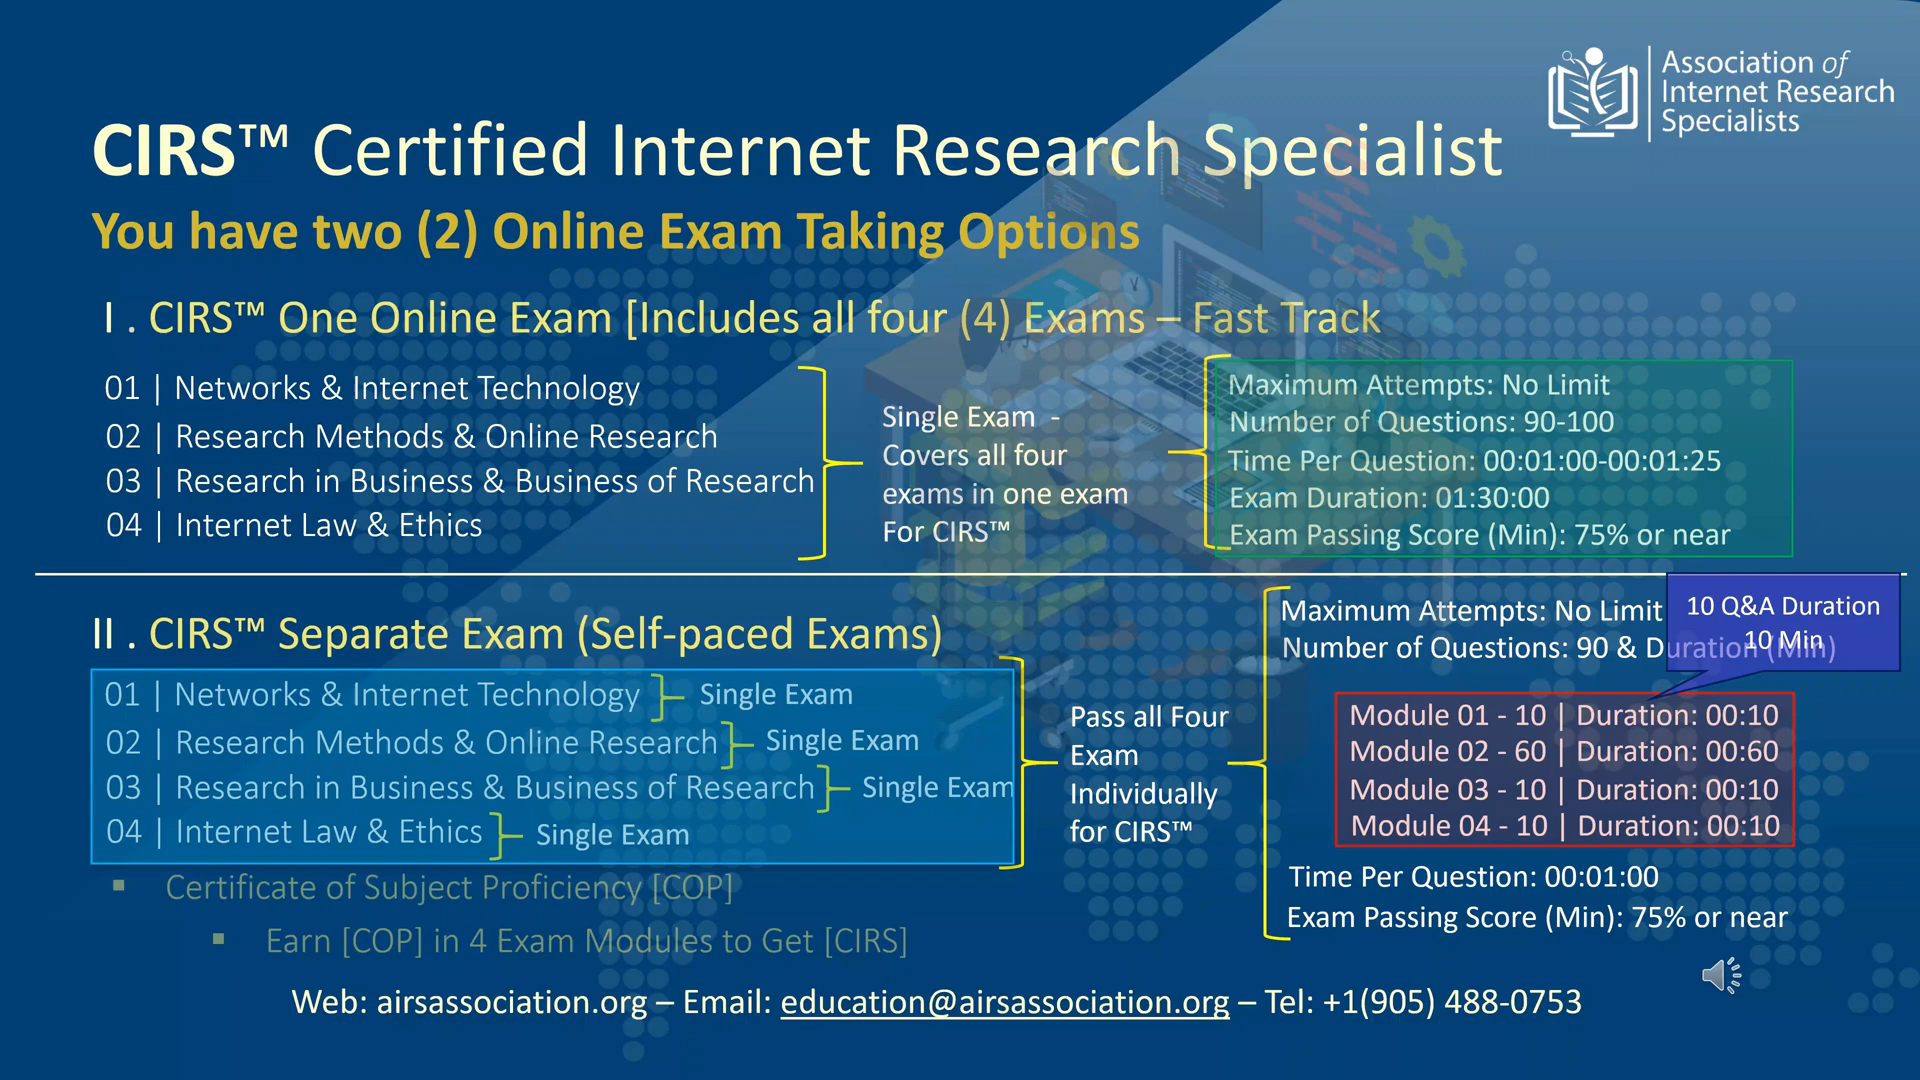 Association of
Internet Research
Specialists
CIRS™ Certified Internet Research Specialist
You have two (2) Online Exam Taking Options
I . CIRS™ One Online Exam [Includes all four (4) Exams – Fast Track
01 | Networks & Internet Technology
02 | Research Methods & Online Research
03 | Research in Business & Business of Research
04 | Internet Law & Ethics
Single Exam -
Covers all four
exams in one exam
For CIRS™
Maximum Attempts: No Limit
Number of Questions: 90-100
Time Per Question: 00:01:00-00:01:25
Exam Duration: 01:30:00
Exam Passing Score (Min): 75% or near
II . CIRS™ Separate Exam (Self-paced Exams)
01 | Networks & Internet Technology Single Exam
02 | Research Methods & Online Research Single Exam
03 | Research in Business & Business of Research Single Exam
04 | Internet Law & Ethics Single Exam
Certificate of Subject Proficiency [COP]
Earn [COP] in 4 Exam Modules to Get [CIRS]
Pass all Four
Exam
Individually
for CIRS™
Maximum Attempts: No Limit
Number of Questions: 90 & Duration (Min)
10 Q&A Duration
10 Min
Module 01 - 10 | Duration: 00:10
Module 02 - 60 | Duration: 00:60
Module 03 - 10 | Duration: 00:10
Module 04 - 10 | Duration: 00:10
Time Per Question: 00:01:00
Exam Passing Score (Min): 75% or near
Web: airsassociation.org – Email: education@airsassociation.org – Tel: +1(905) 488-0753